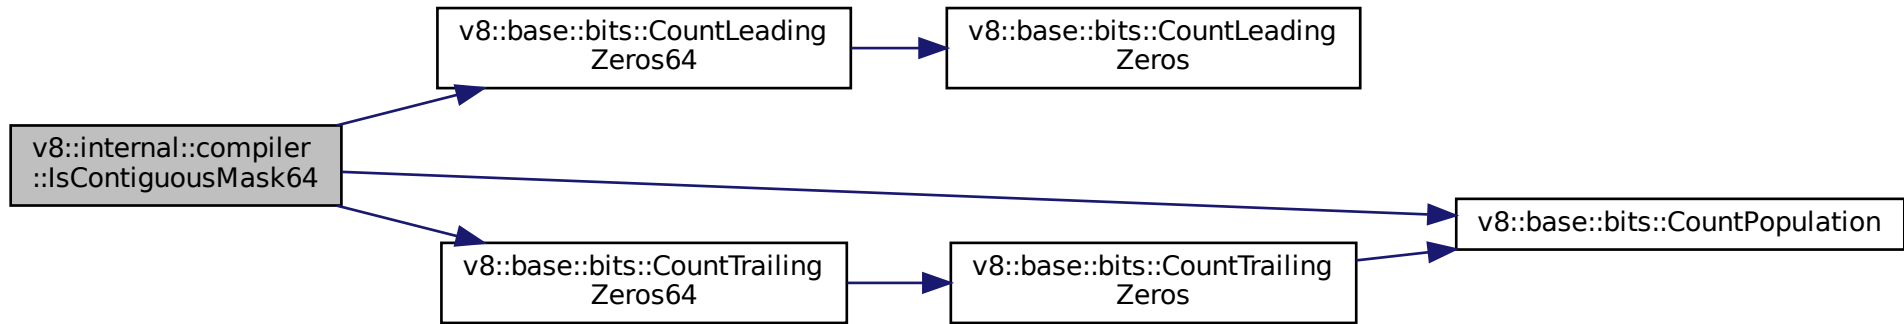 v8::internal::compiler
::IsContiguousMask64
v8::base::bits::CountLeading
Zeros64
v8::base::bits::CountLeading
Zeros
v8::base::bits::CountPopulation
v8::base::bits::CountTrailing
Zeros64
v8::base::bits::CountTrailing
Zeros